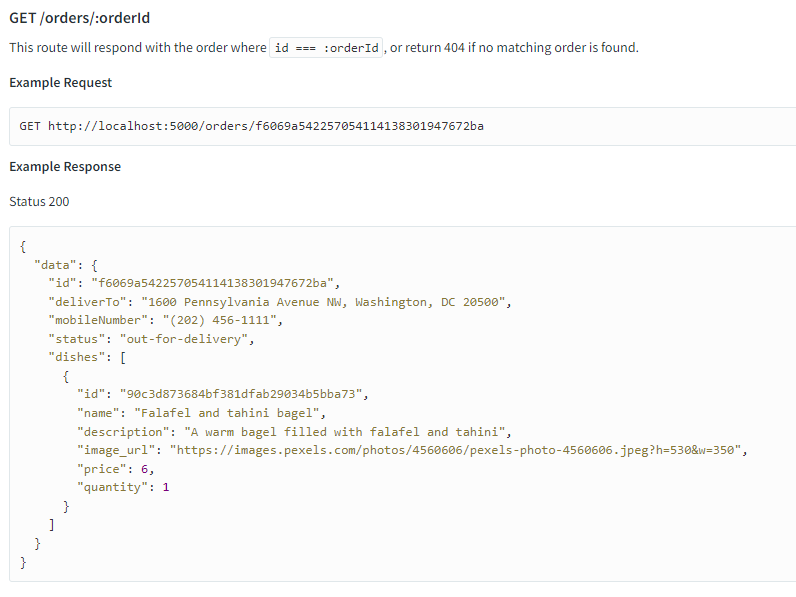 GET /orders/:orderId
This route will respond with the order where id === :orderId, or return 404 if no matching order is found.
Example Request
GET http://localhost:5000/orders/f6069a542257054114138301947672ba
Example Response
Status 200
{
"data": {
"id": "f6069a542257054114138301947672ba",
"deliverTo": "1600 Pennsylvania Avenue NW, Washington, DC 20500",
"mobileNumber": "(202) 456-1111",
"status": "out-for-delivery",
"dishes": [
{
"id": "90c3d873684bf381dfab29034b5bba73",
"name": "Falafel and tahini bagel",
"description": "A warm bagel filled with falafel and tahini",
"image_url": "https://images.pexels.com/photos/4560606/pexels-photo-4560606.jpeg?h=530&w=350",
"price": 6,
"quantity": 1
}
]
}
}